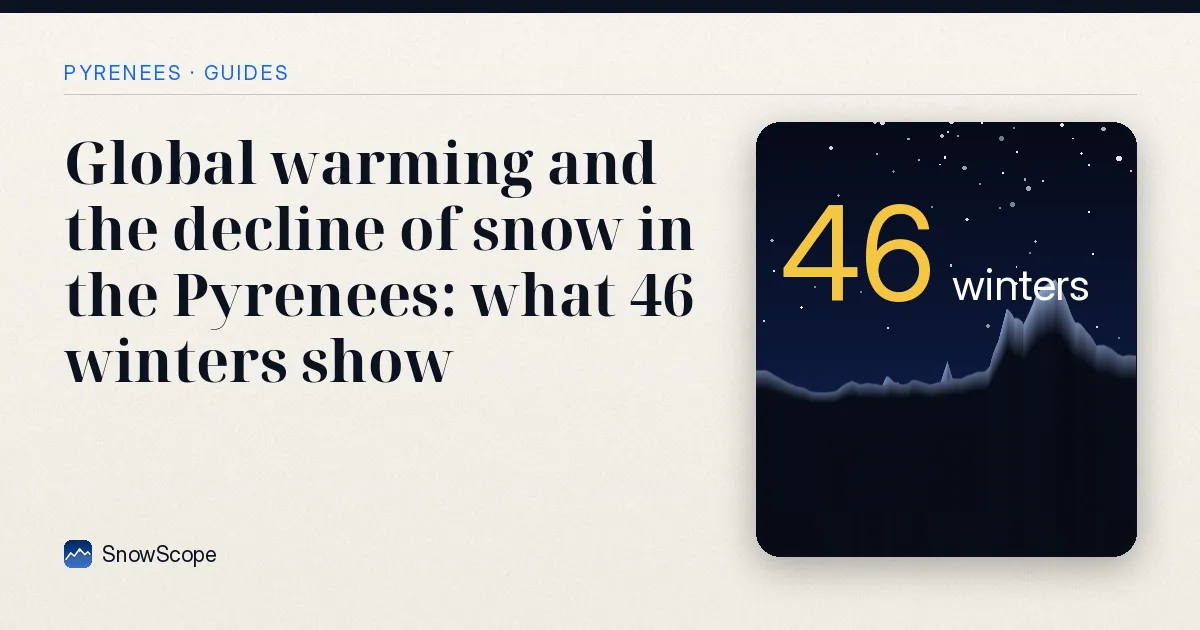 PYRENEES · GUIDES
Global warming and
the decline of snow in
the Pyrenees: what 46
winters show
46 winters
SnowScope